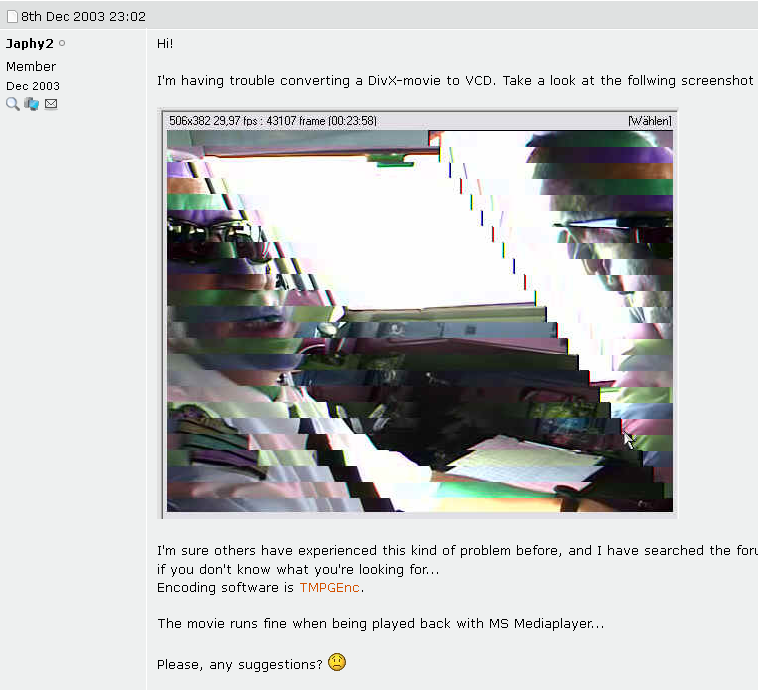 8th Dec 2003 23:02
Japhy2
Member
Dec 2003
Hi!
I'm having trouble converting a DivX-movie to VCD. Take a look at the follwing screenshot
506x382 29,97 fps : 43107 frame (00:23:58)
[Wählen]
I'm sure others have experienced this kind of problem before, and I have searched the foru
if you don't know what you're looking for...
Encoding software is TMPGEnc.
The movie runs fine when being played back with MS Mediaplayer...
Please, any suggestions?